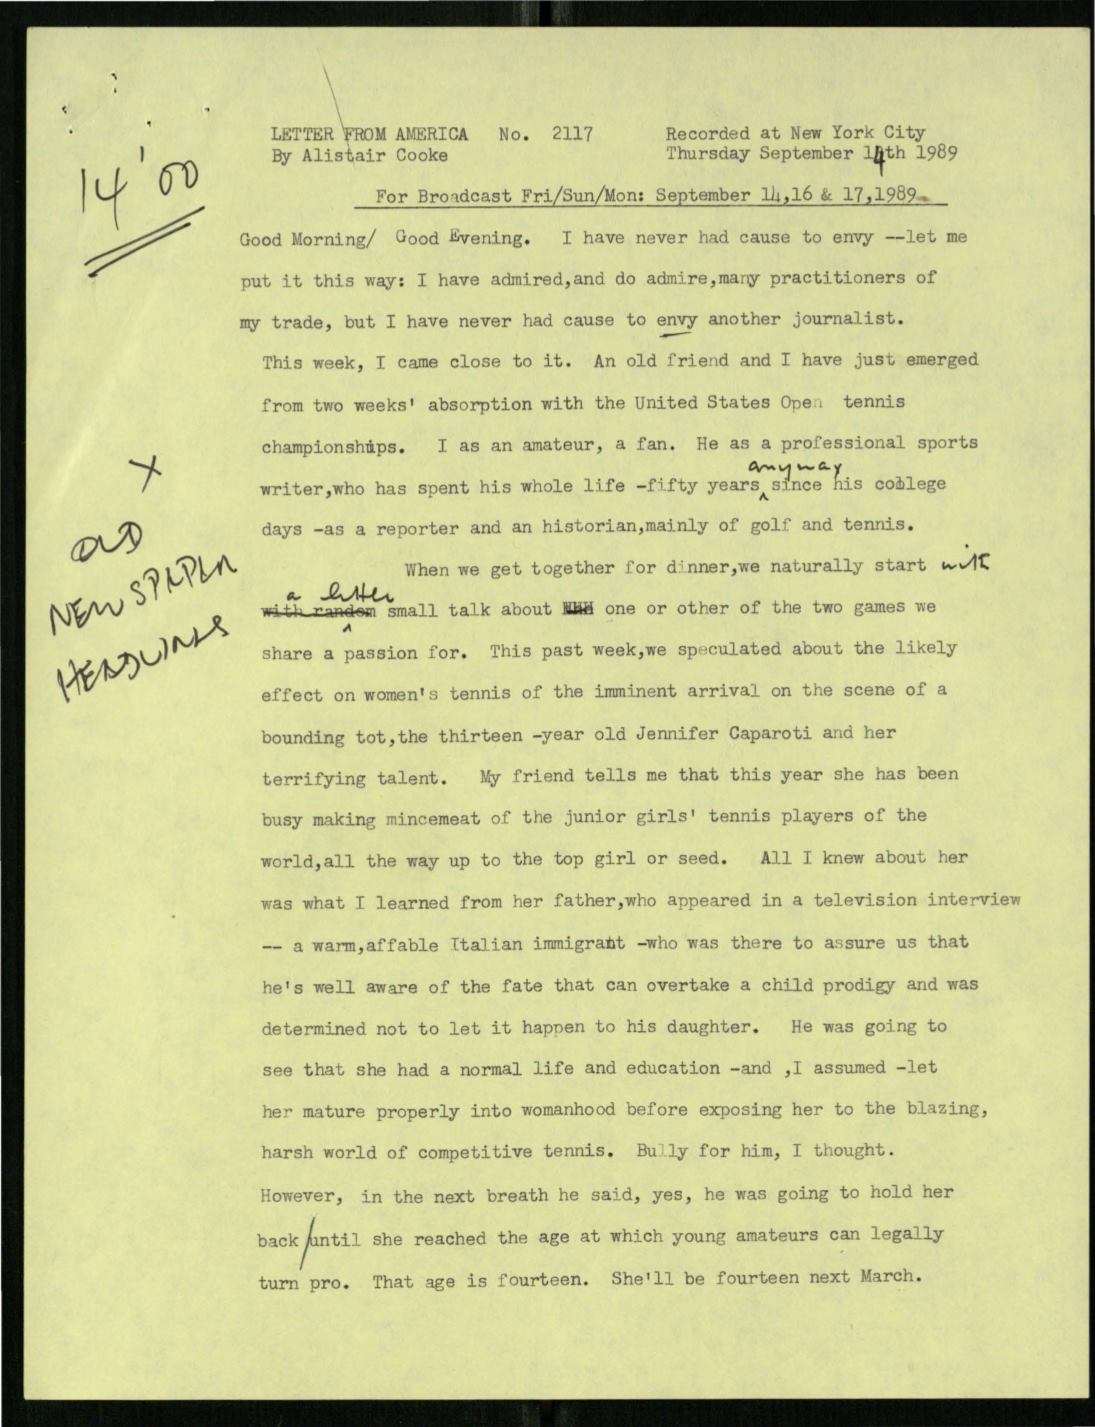 LETTER FROM AMERICA No. 2117 Recorded at New York City
By Alistair Cooke Thursday September 14th 1989
14'00
For Broadcast Fri/Sun/Mon: September 14,16 & 17,1989
Good Morning/ Good Evening. I have never had cause to envy --let me
put it this way: I have admired,and do admire,many practitioners of
my trade, but I have never had cause to envy another journalist.
This week, I came close to it. An old friend and I have just emerged
from two weeks' absorption with the United States Open tennis
championships. I as an amateur, a fan. He as a professional sports
anyway
writer,who has spent his whole life -fifty years since his college
days -as a reporter and an historian,mainly of golf and tennis.
X
OLD
NEWSPAPER
HEADLINES
When we get together for dinner,we naturally start with
a
with random small talk about one or other of the two games we
share a passion for. This past week,we speculated about the likely
effect on women's tennis of the imminent arrival on the scene of a
bounding tot,the thirteen -year old Jennifer Caparoti and her
terrifying talent. My friend tells me that this year she has been
busy making mincemeat of the junior girls' tennis players of the
world,all the way up to the top girl or seed. All I knew about her
was what I learned from her father,who appeared in a television interview
-- a warm,affable Italian immigrant -who was there to assure us that
he's well aware of the fate that can overtake a child prodigy and was
determined not to let it happen to his daughter. He was going to
see that she had a normal life and education -and ,I assumed -let
her mature properly into womanhood before exposing her to the blazing,
harsh world of competitive tennis. Bully for him, I thought.
However, in the next breath he said, yes, he was going to hold her
back/until she reached the age at which young amateurs can legally
turn pro. That age is fourteen. She'll be fourteen next March.